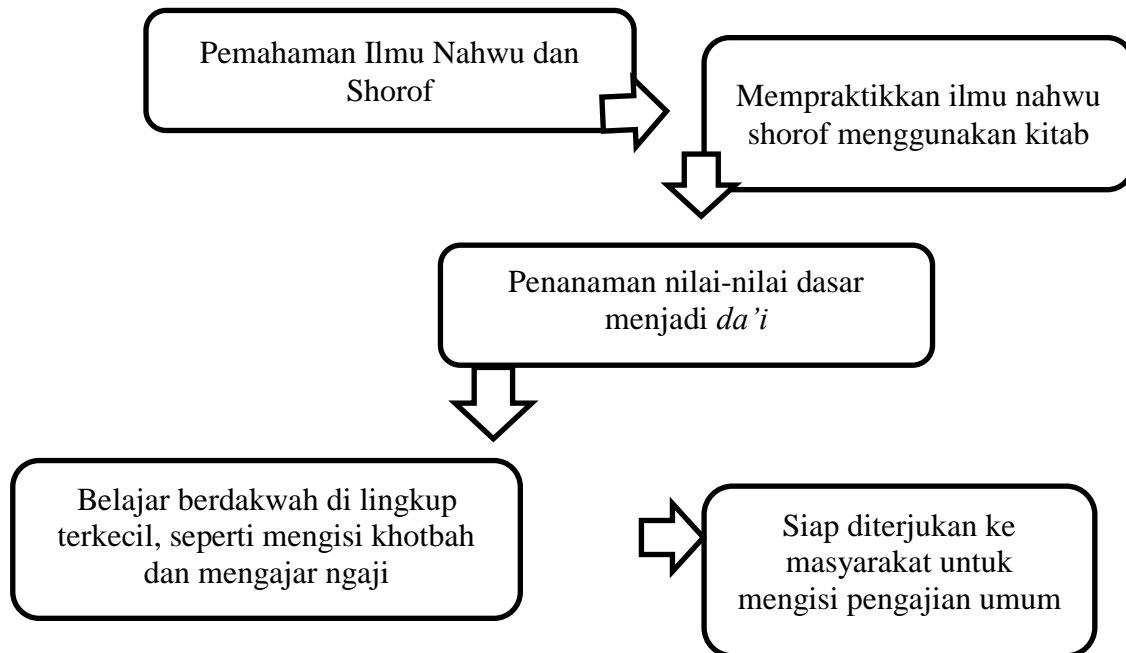 Pemahaman Ilmu Nahwu dan
Shorof
Mempraktikkan ilmu nahwu
shorof menggunakan kitab
Penanaman nilai-nilai dasar
menjadi da’i
Belajar berdakwah di lingkup
terkecil, seperti mengisi khotbah
dan mengajar ngaji
Siap diterjukan ke
masyarakat untuk
mengisi pengajian umum